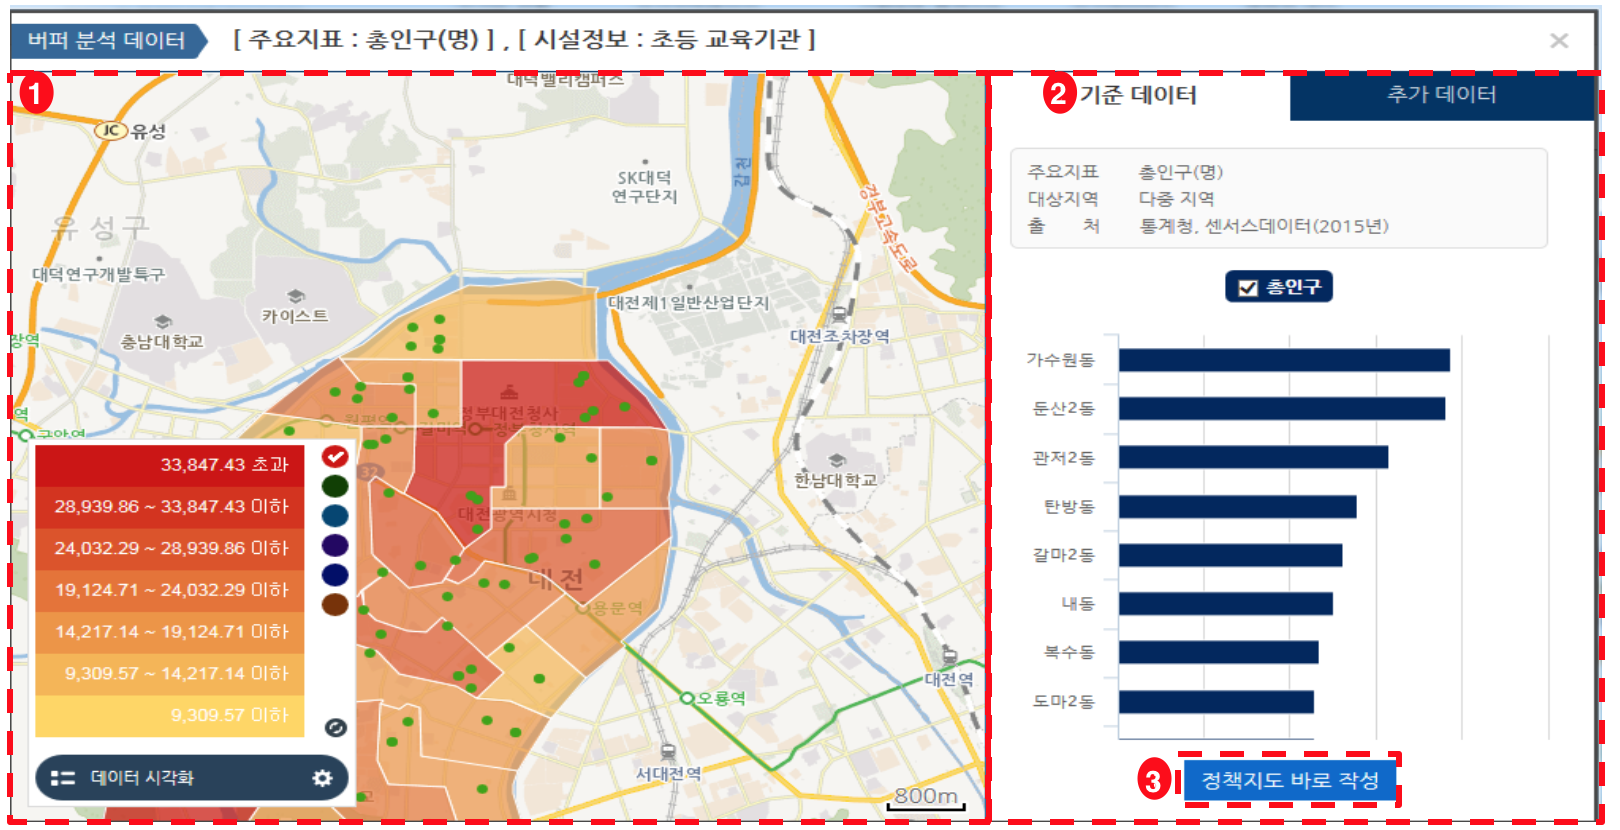 버퍼 분석 데이터
[ 주요지표 : 총인구(명) ] , [ 시설정보 : 초등 교육기관 ]
1
대덕밸리캠퍼스
JC 유성
SK대덕
연구단지
갑천
경부고속도로
유성구
대덕연구개발특구
카이스트
충남대학교
대전제1일반산업단지
대전조차장역
정부대전청사
32
한남대학교
대전광역시청
대전
용문역
오룡역
대전역
서대전역
800m
33,847.43 초과
28,939.86 ~ 33,847.43 이하
24,032.29 ~ 28,939.86 이하
19,124.71 ~ 24,032.29 이하
14,217.14 ~ 19,124.71 이하
9,309.57 ~ 14,217.14 이하
9,309.57 이하
데이터 시각화
2 기준 데이터
추가 데이터
주요지표 총인구(명)
대상지역 다중 지역
출 처 통계청, 센서스데이터(2015년)
총인구
가수원동
둔산2동
관저2동
탄방동
갈마2동
내동
복수동
도마2동
3 정책지도 바로 작성